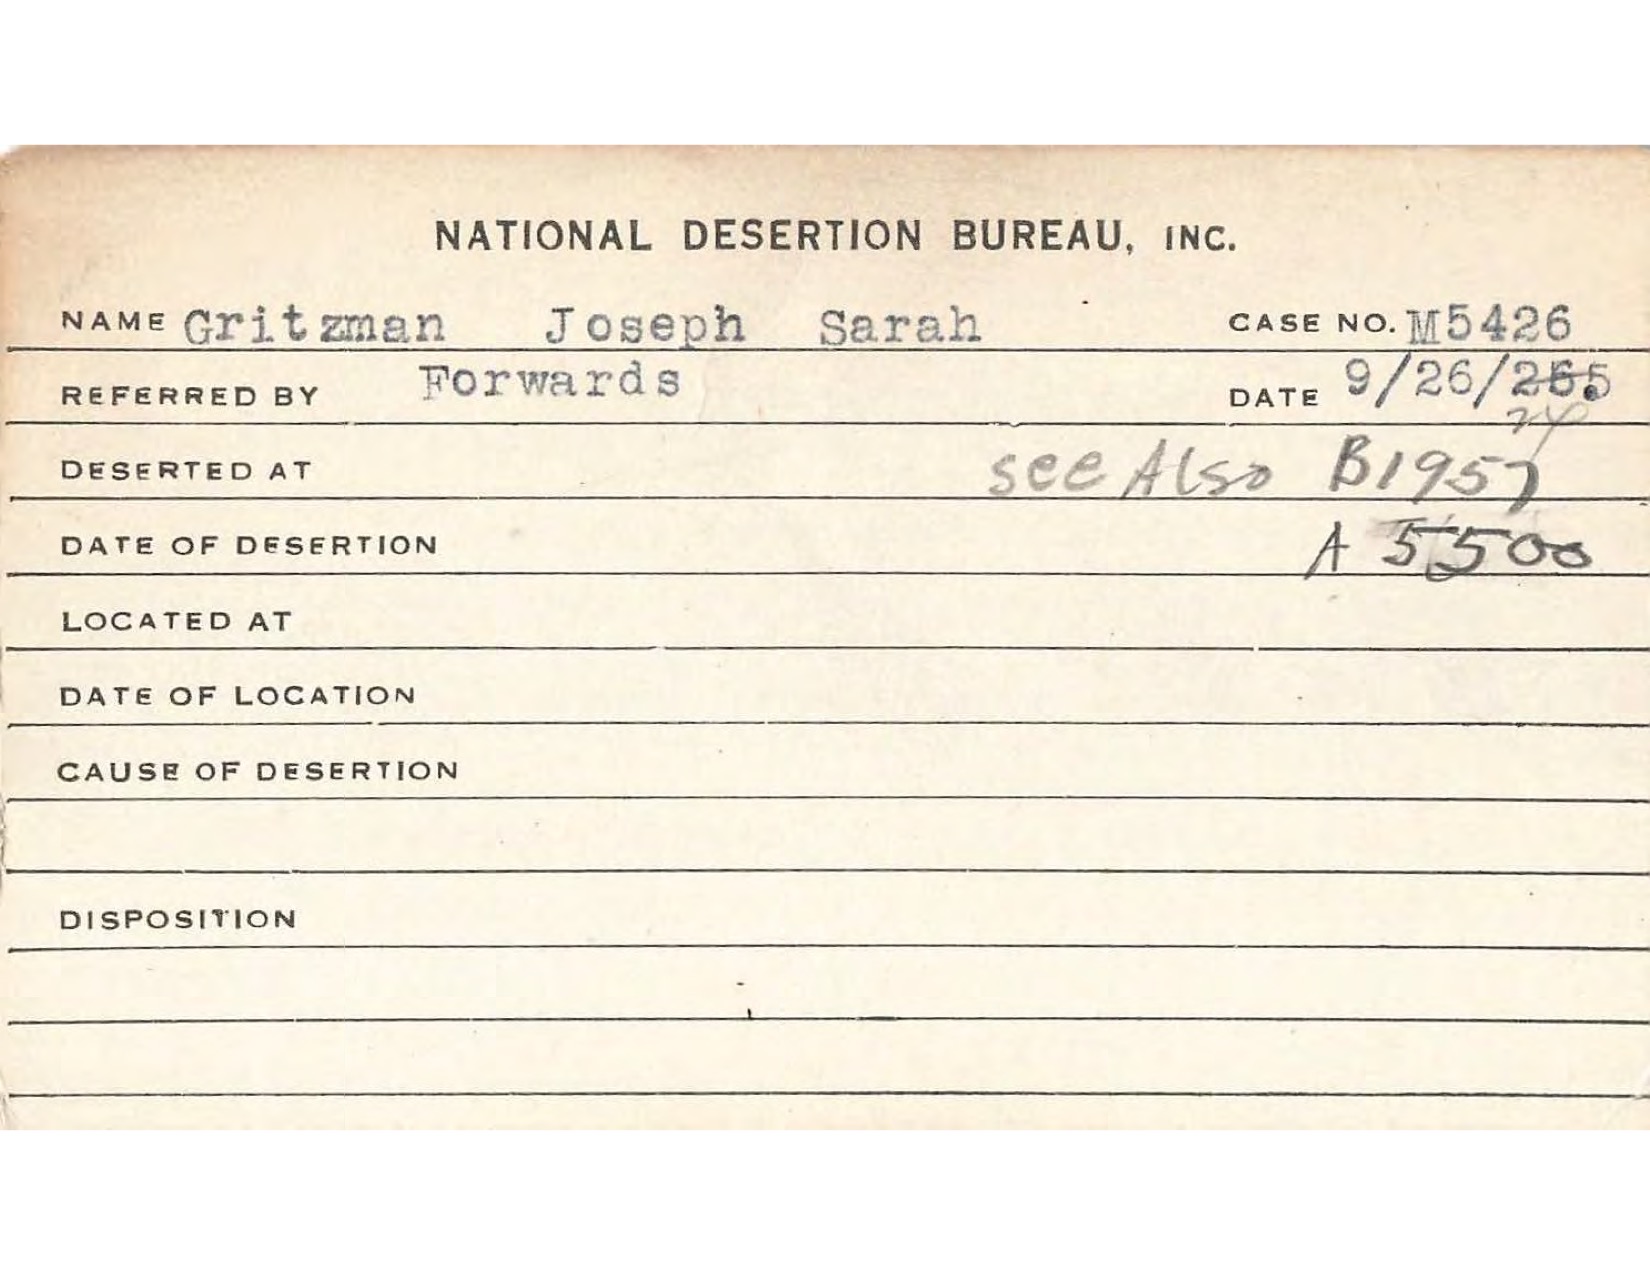 NATIONAL DESERTION BUREAU, INC.
NAME Gritzman Joseph Sarah CASE NO. M5426
REFERRED BY Forwards DATE 9/26/265
24
DESERTED AT see Also B1957
DATE OF DESERTION A 5500
LOCATED AT
DATE OF LOCATION
CAUSE OF DESERTION
DISPOSITION